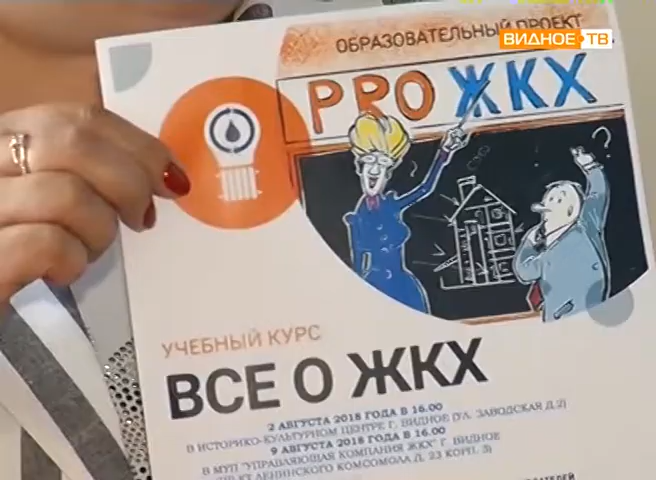 ВИДНОЕ ТВ
ОБРАЗОВАТЕЛЬНЫЙ ПРОЕКТ
PRO ЖКХ
УЧЕБНЫЙ КУРС
ВСЕ О ЖКХ
2 АВГУСТА 2018 ГОДА В 16.00
В ИСТОРИКО-КУЛЬТУРНОМ ЦЕНТРЕ Г. ВИДНОЕ (УЛ. ЗАВОДСКАЯ Д.2)
9 АВГУСТА 2018 ГОДА В 16.00
В МУП "УПРАВЛЯЮЩАЯ КОМПАНИЯ ЖКХ" Г. ВИДНОЕ
ЛЕНИНСКОГО КОМСОМОЛА Д. 23 КОРП. 3)